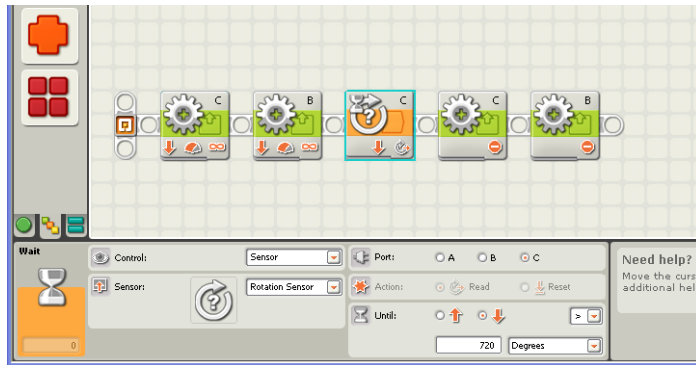 C
B
C
C
B
Wait
0
Control:
Sensor
Sensor:
Rotation Sensor
Port:
A
B
C
Action:
Read
Reset
Until:
>
720
Degrees
Need help?
Move the curs
additional hel